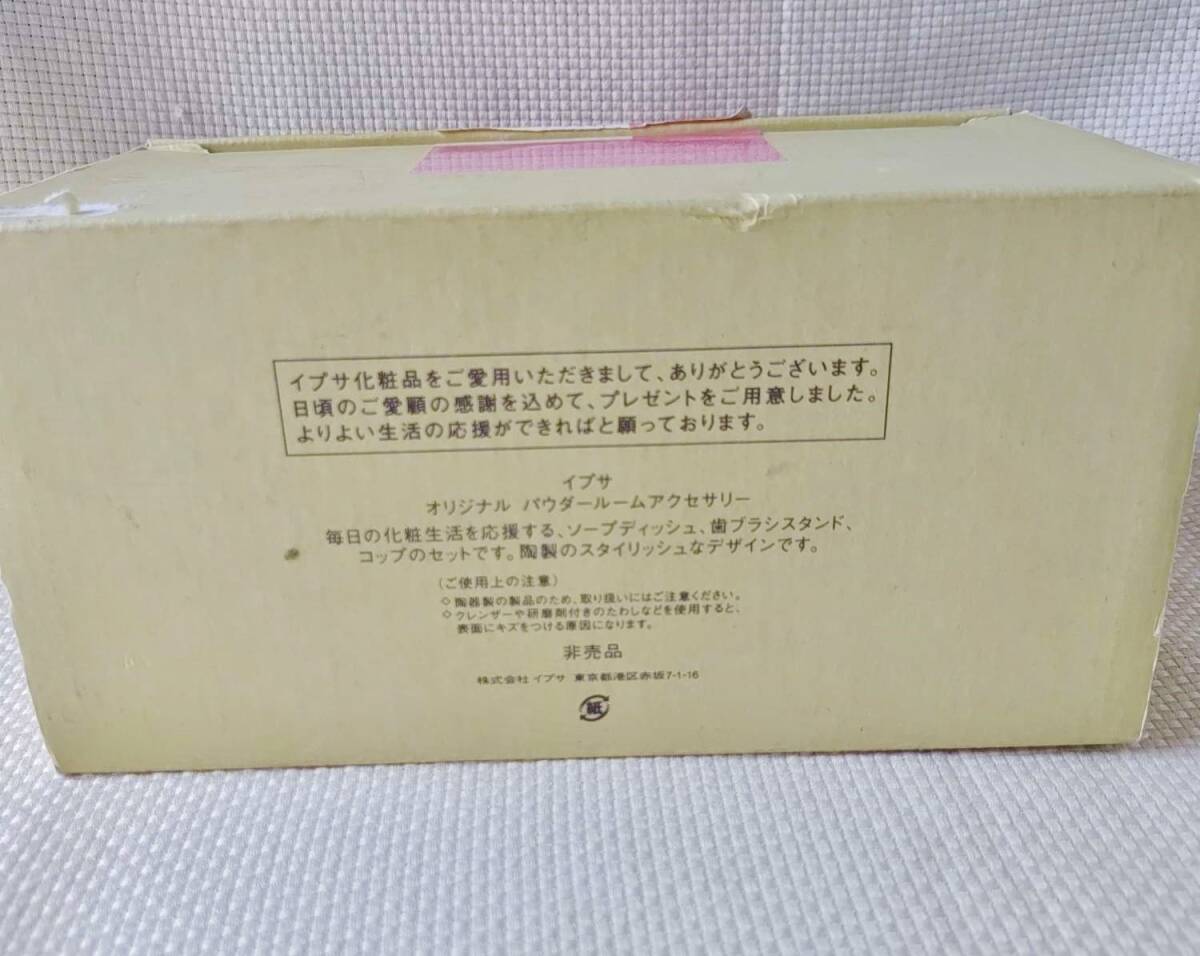 イプサ化粧品をご愛用いただきまして、ありがとうございます。
日頃のご愛顧の感謝を込めて、プレゼントをご用意しました。
よりよい生活の応援ができればと願っております。
イプサ
オリジナル パウダールームアクセサリー
毎日の化粧生活を応援する、ソープディッシュ、歯ブラシスタンド、
コップのセットです。陶製のスタイリッシュなデザインです。
(ご使用上の注意)
◇陶器製の製品のため、取り扱いにはご注意ください。
◇クレンザーや研磨剤付きのたわしなどを使用すると、
表面にキズをつける原因になります。
非売品
株式会社イプサ 東京都港区赤坂7-1-16
紙